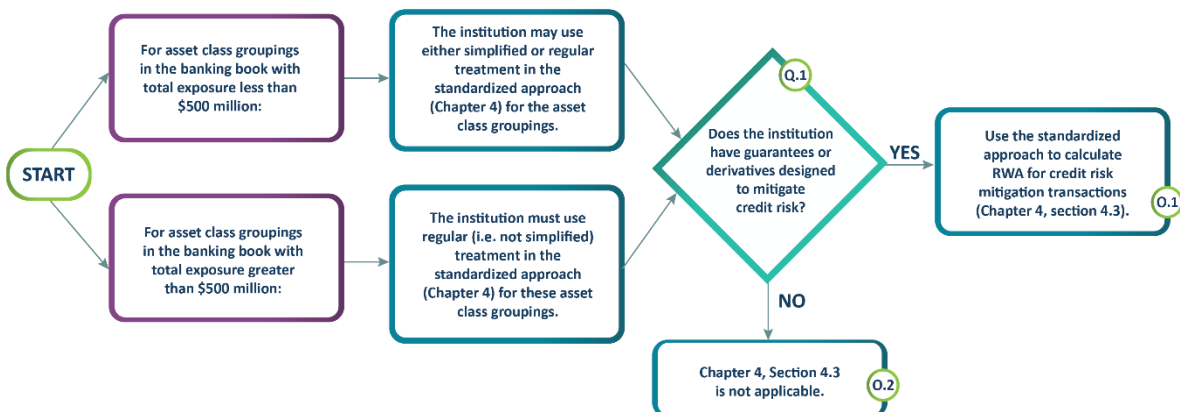 START
For asset class groupings
in the banking book with
total exposure less than
$500 million:
The institution may use
either simplified or regular
treatment in the
standardized approach
(Chapter 4) for the asset
class groupings.
For asset class groupings
in the banking book with
total exposure greater
than $500 million:
The institution must use
regular (i.e. not simplified)
treatment in the
standardized approach
(Chapter 4) for these asset
class groupings.
Q.1
Does the institution
have guarantees or
derivatives designed
to mitigate
credit risk?
YES
Use the standardized
approach to calculate
RWA for credit risk
mitigation transactions
(Chapter 4, section 4.3).
O.1
NO
Chapter 4, Section 4.3
is not applicable.
O.2